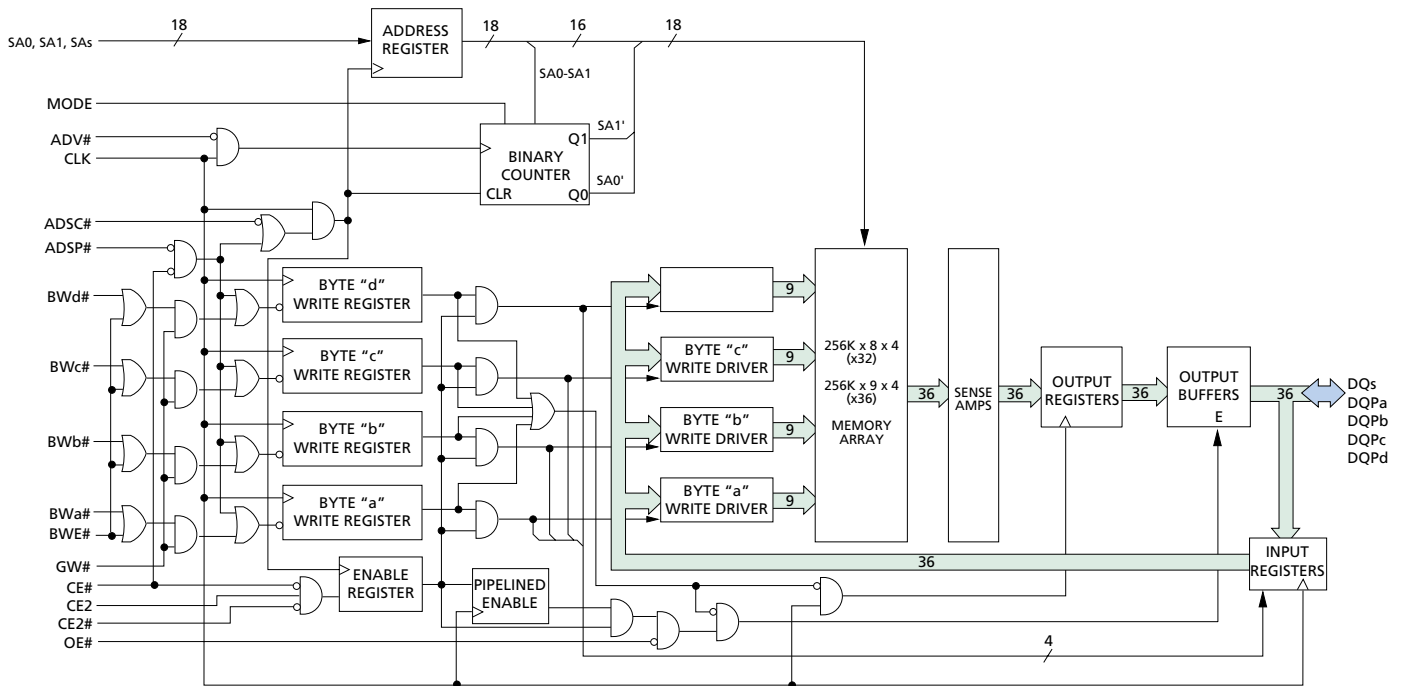 18
SA0, SA1, SAs
ADDRESS
REGISTER
18
16
18
SA0-SA1
MODE
ADV#
CLK
BINARY
COUNTER
CLR
Q1
Q0
SA1'
SA0'
ADSC#
ADSP#
BWd#
BYTE “d”
WRITE REGISTER
9
BWc#
BYTE “c”
WRITE REGISTER
BYTE “c”
WRITE DRIVER
9
BWb#
BYTE “b”
WRITE REGISTER
BYTE “b”
WRITE DRIVER
9
BWa#
BWE#
BYTE “a”
WRITE REGISTER
BYTE “a”
WRITE DRIVER
9
256K x 8 x 4
(x32)
256K x 9 x 4
(x36)
MEMORY
ARRAY
36
SENSE
AMPS
36
OUTPUT
REGISTERS
36
OUTPUT
BUFFERS
E
36
DQs
DQPa
DQPb
DQPc
DQPd
GW#
CE#
CE2
CE2#
OE#
ENABLE
REGISTER
PIPELINED
ENABLE
36
INPUT
REGISTERS
4